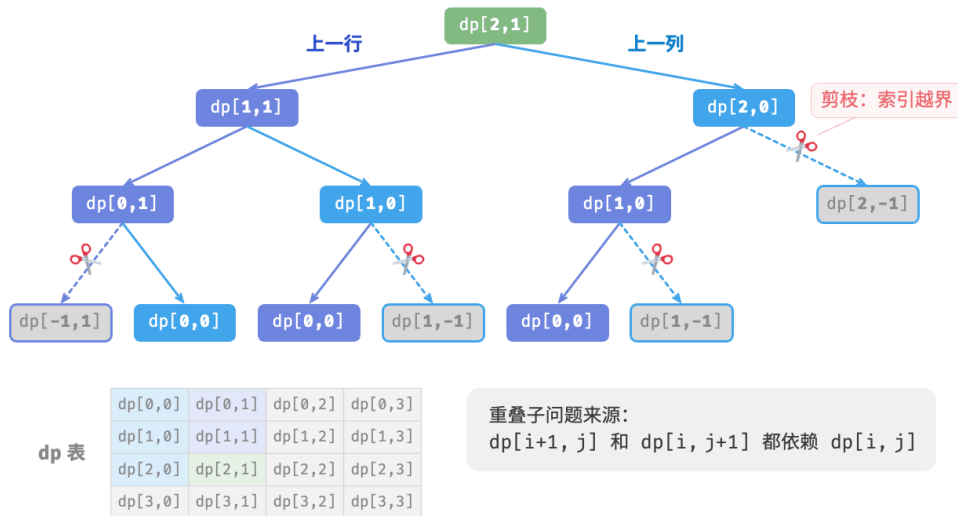 dp[2,1]
上一行
上一列
dp[1,1]
dp[2,0]
剪枝：索引越界
dp[0,1]
dp[1,0]
dp[1,0]
dp[2,-1]
dp[-1,1]
dp[0,0]
dp[0,0]
dp[1,-1]
dp[0,0]
dp[1,-1]
dp 表
dp[0,0] dp[0,1] dp[0,2] dp[0,3]
dp[1,0] dp[1,1] dp[1,2] dp[1,3]
dp[2,0] dp[2,1] dp[2,2] dp[2,3]
dp[3,0] dp[3,1] dp[3,2] dp[3,3]
重叠子问题来源：
dp[i+1, j] 和 dp[i, j+1] 都依赖 dp[i, j]